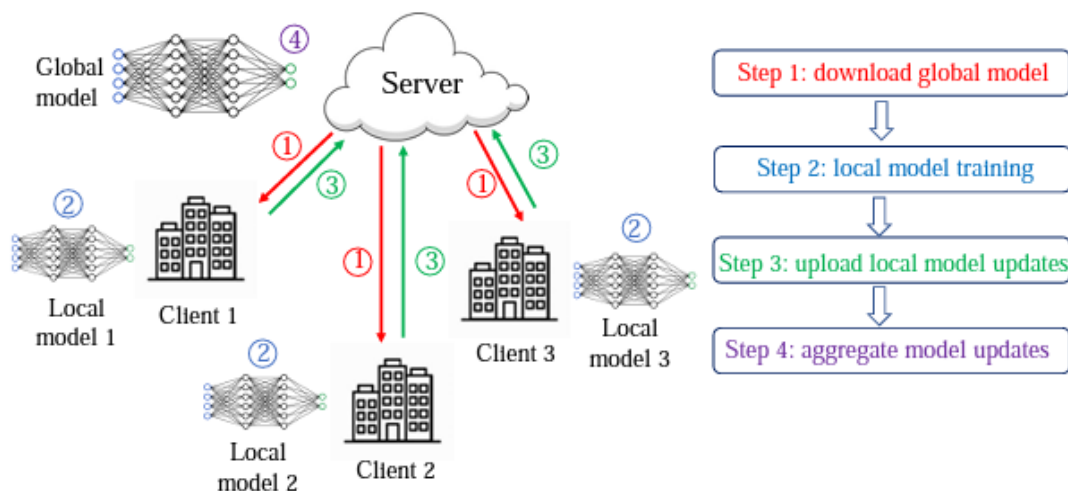 ④
Global
model
Server
①
③
①
③
①
③
②
Local
model 1
Client 1
②
Local
model 2
Client 2
②
Client 3
Local
model 3
Step 1: download global model
Step 2: local model training
Step 3: upload local model updates
Step 4: aggregate model updates